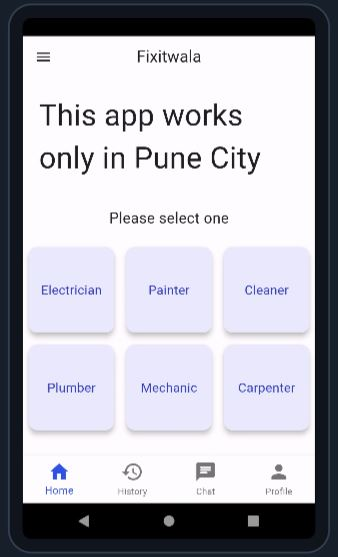 Fixitwala
This app works
only in Pune City
Please select one
Electrician
Painter
Cleaner
Plumber
Mechanic
Carpenter
Home
History
Chat
Profile